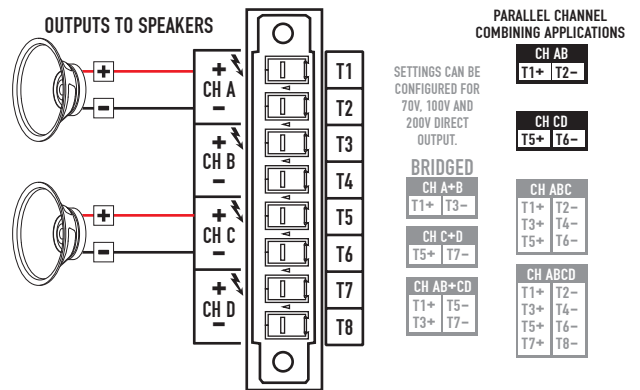 OUTPUTS TO SPEAKERS
+
−
+
−
+
CH A
−
+
CH B
−
+
CH C
−
+
CH D
−
T1
T2
T3
T4
T5
T6
T7
T8
SETTINGS CAN BE
CONFIGURED FOR
70V, 100V AND
200V DIRECT
OUTPUT.
BRIDGED
CH A+B
T1+ T3−
CH C+D
T5+ T7−
CH AB+CD
T1+ T5−
T3+ T7−
PARALLEL CHANNEL
COMBINING APPLICATIONS
CH AB
T1+ T2−
CH CD
T5+ T6−
CH ABC
T1+ T2−
T3+ T4−
T5+ T6−
CH ABCD
T1+ T2−
T3+ T4−
T5+ T6−
T7+ T8−